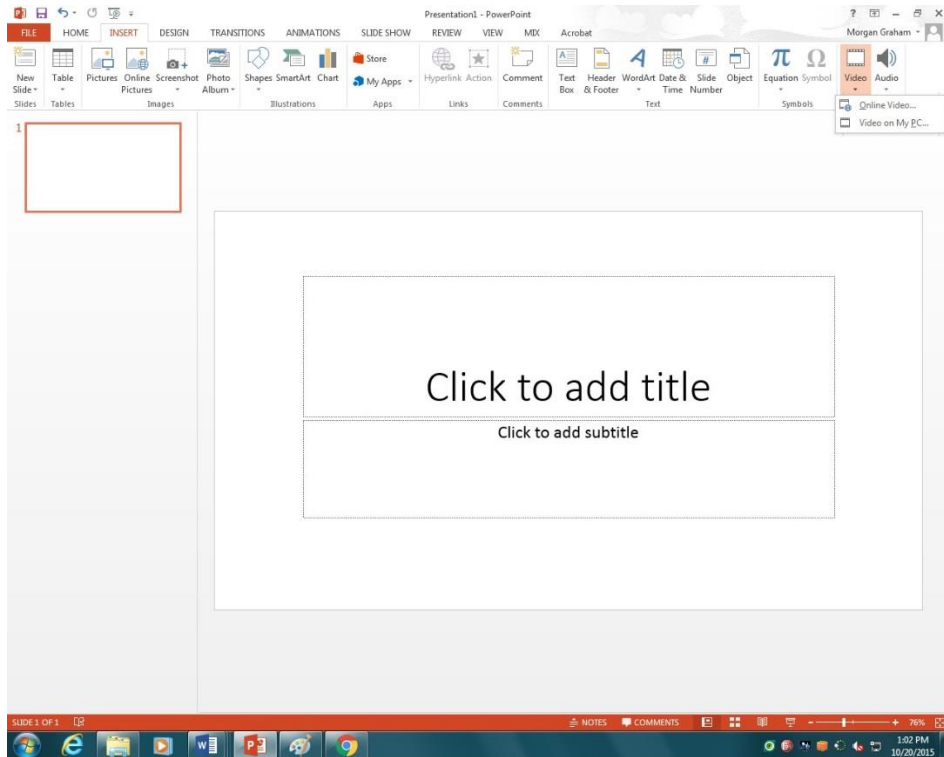 Presentation1 - PowerPoint
?
FILE HOME INSERT DESIGN TRANSITIONS ANIMATIONS SLIDE SHOW REVIEW VIEW MIX Acrobat Morgan Graham
New Slide Table Pictures Online Pictures Screenshot Photo Album Shapes SmartArt Chart Store My Apps Hyperlink Action Comment Text Box Header & Footer WordArt Date & Time Slide Number Object Equation Symbol Video Audio
Slides Tables Images Illustrations Apps Links Comments Text Symbols
Online Video...
Video on My PC...
1
Click to add title
Click to add subtitle
SLIDE 1 OF 1 NOTES COMMENTS 76%
1:02 PM
10/20/2015